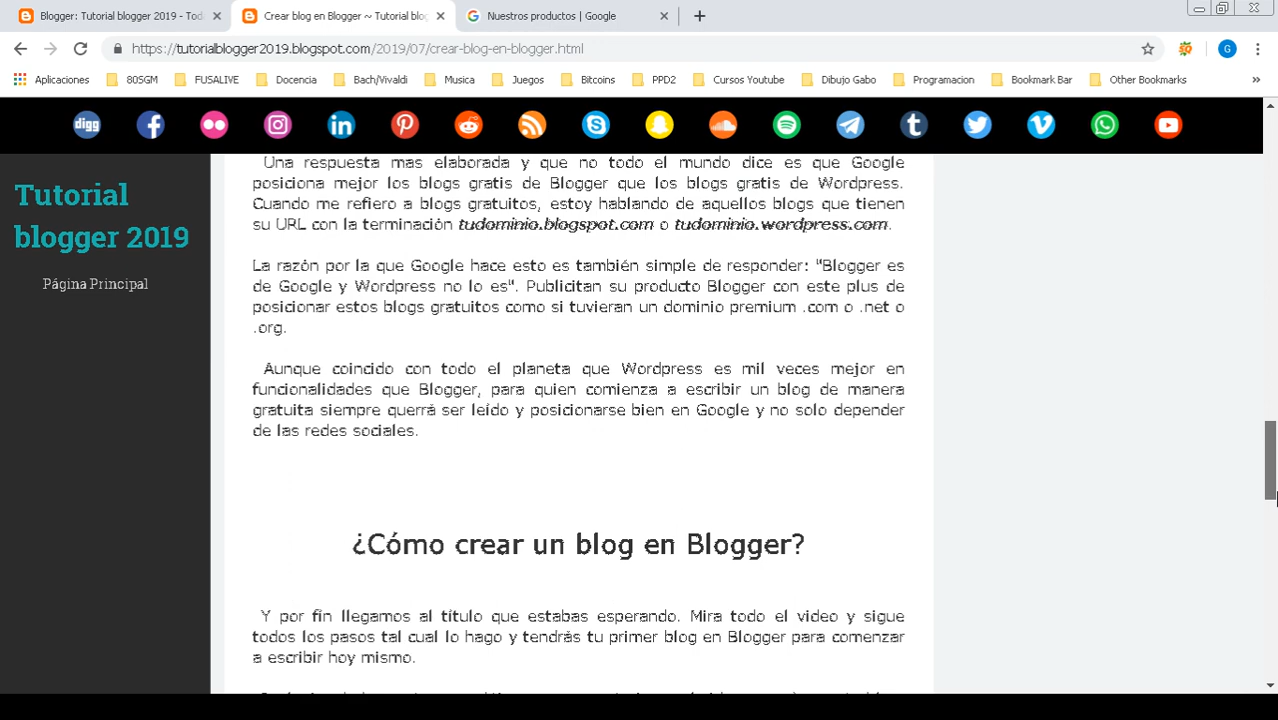 Blogger: Tutorial blogger 2019 - Tod
Crear blog en Blogger ~ Tutorial blog
Nuestros productos | Google
https://tutorialblogger2019.blogspot.com/2019/07/crear-blog-en-blogger.html
G
Aplicaciones
80SGM
FUSALIVE
Docencia
Bach/Vivaldi
Musica
Juegos
Bitcoins
PPD2
Cursos Youtube
Dibujo Gabo
Programacion
Bookmark Bar
Other Bookmarks
»
digg
Tutorial
blogger 2019
Página Principal
Una respuesta mas elaborada y que no todo el mundo dice es que Google
posiciona mejor los blogs gratis de Blogger que los blogs gratis de Wordpress.
Cuando me refiero a blogs gratuitos, estoy hablando de aquellos blogs que tienen
su URL con la terminación tudominio.blogspot.com o tudominio.wordpress.com.
La razón por la que Google hace esto es también simple de responder: "Blogger es
de Google y Wordpress no lo es". Publicitan su producto Blogger con este plus de
posicionar estos blogs gratuitos como si tuvieran un dominio premium .com o .net o
.org.
Aunque coincido con todo el planeta que Wordpress es mil veces mejor en
funcionalidades que Blogger, para quien comienza a escribir un blog de manera
gratuita siempre querrá ser leído y posicionarse bien en Google y no solo depender
de las redes sociales.
¿Cómo crear un blog en Blogger?
Y por fin llegamos al título que estabas esperando. Mira todo el video y sigue
todos los pasos tal cual lo hago y tendrás tu primer blog en Blogger para comenzar
a escribir hoy mismo.